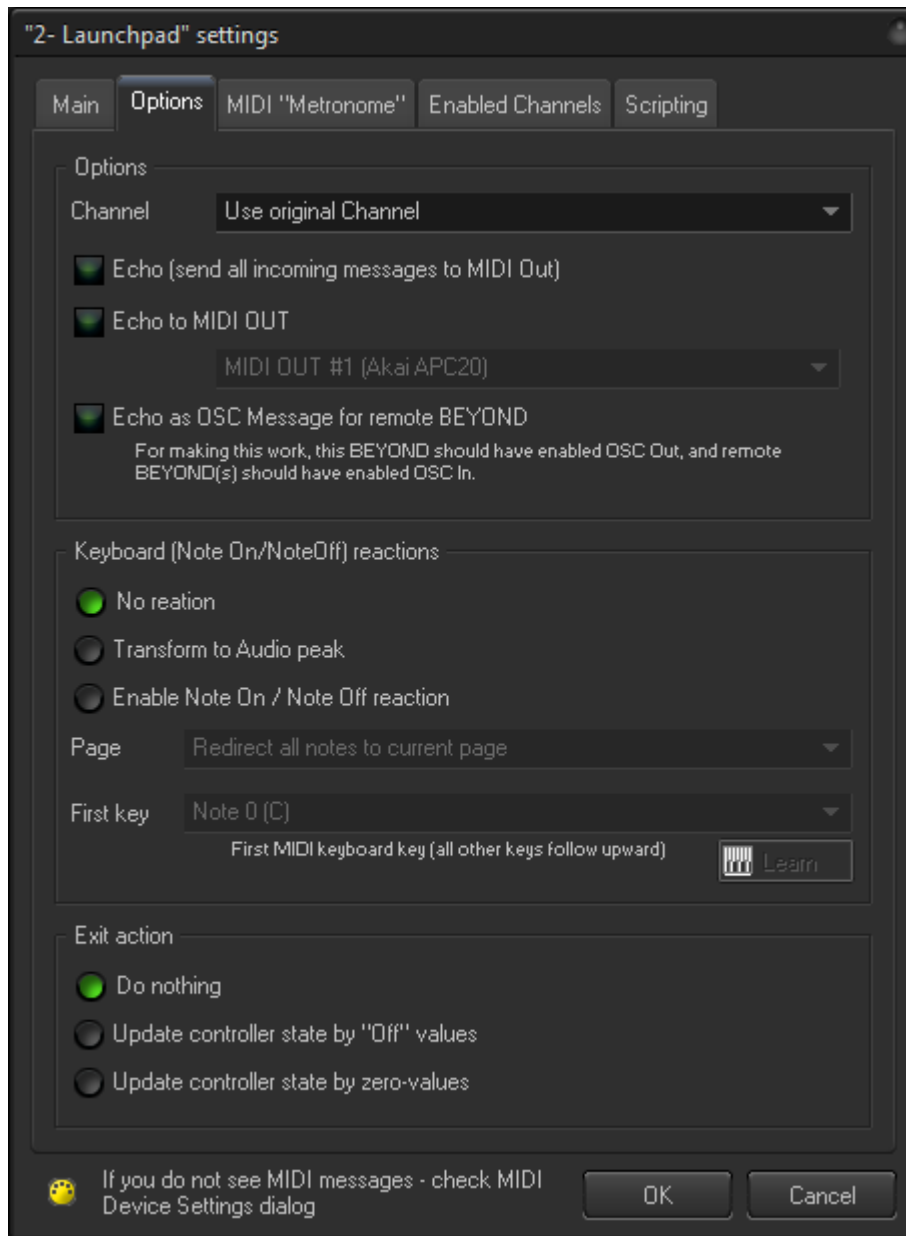 "2- Launchpad" settings
Main Options MIDI "Metronome" Enabled Channels Scripting
Options
Channel Use original Channel
Echo (send all incoming messages to MIDI Out)
Echo to MIDI OUT
MIDI OUT #1 (Akai APC20)
Echo as OSC Message for remote BEYOND
For making this work, this BEYOND should have enabled OSC Out, and remote
BEYOND(s) should have enabled OSC In.
Keyboard (Note On/NoteOff) reactions
No reation
Transform to Audio peak
Enable Note On / Note Off reaction
Page Redirect all notes to current page
First key Note 0 (C)
First MIDI keyboard key (all other keys follow upward)
Learn
Exit action
Do nothing
Update controller state by "Off" values
Update controller state by zero-values
If you do not see MIDI messages - check MIDI
Device Settings dialog
OK Cancel